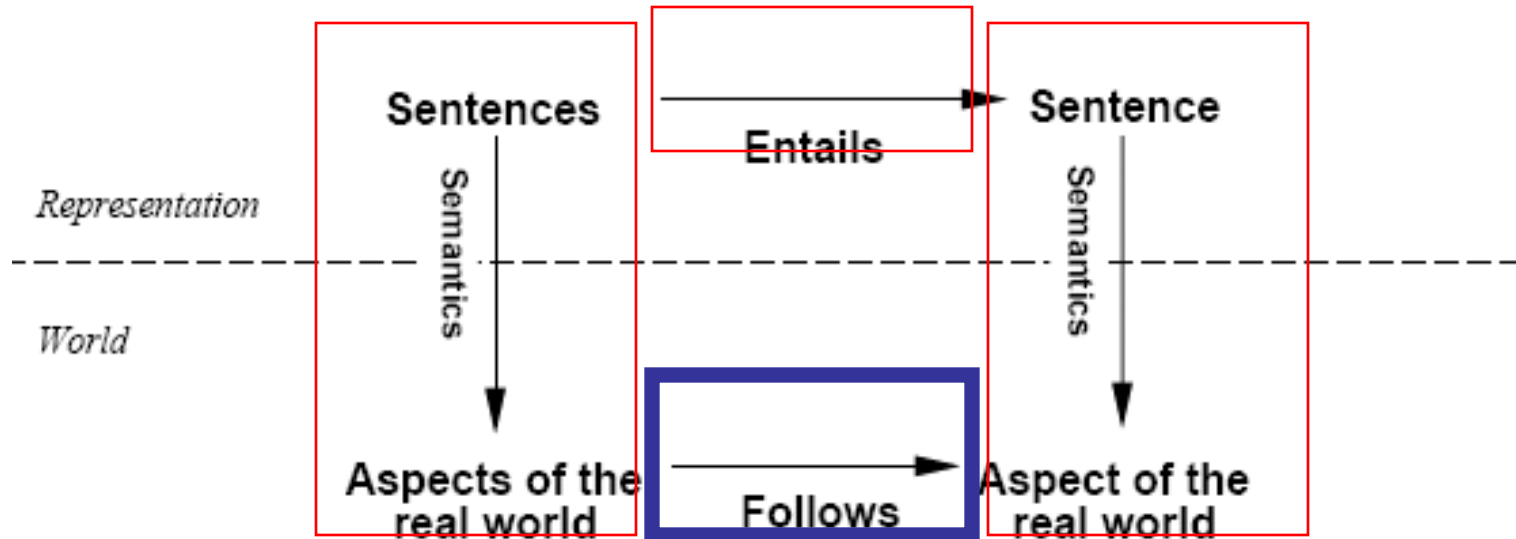 Sentences
Entails
Sentence
Semantics
Semantics
Representation
World
Aspects of the
real world
Follows
Aspect of the
real world